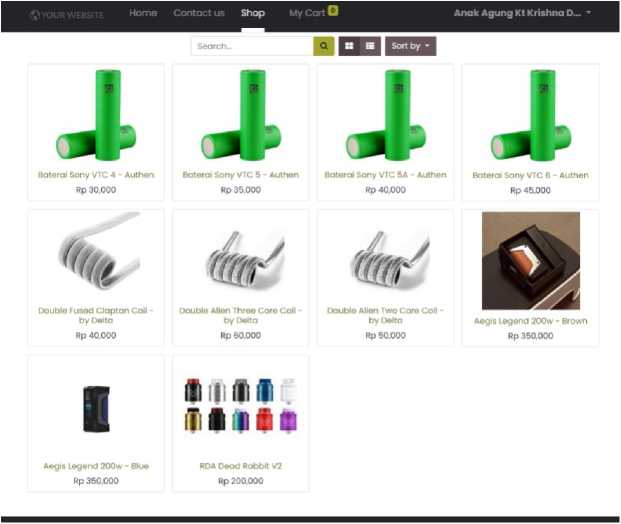 YOUR WEBSITE
Home
Contact us
Shop
My Cart 0
Anak Agung Kt Krishna D...
Search...
Sort by
Baterai Sony VTC 4 - Authen
Rp 30,000
Baterai Sony VTC 5 - Authen
Rp 35,000
Baterai Sony VTC 5A - Authen
Rp 40,000
Baterai Sony VTC 6 - Authen
Rp 45,000
Double Fused Claptan Coil -
by Delta
Rp 40,000
Double Alien Three Core Coil -
by Delta
Rp 60,000
Double Alien Two Core Coil -
by Delta
Rp 50,000
Aegis Legend 200w - Brown
Rp 350,000
Aegis Legend 200w - Blue
Rp 350,000
RDA Dead Rabbit V2
Rp 200,000